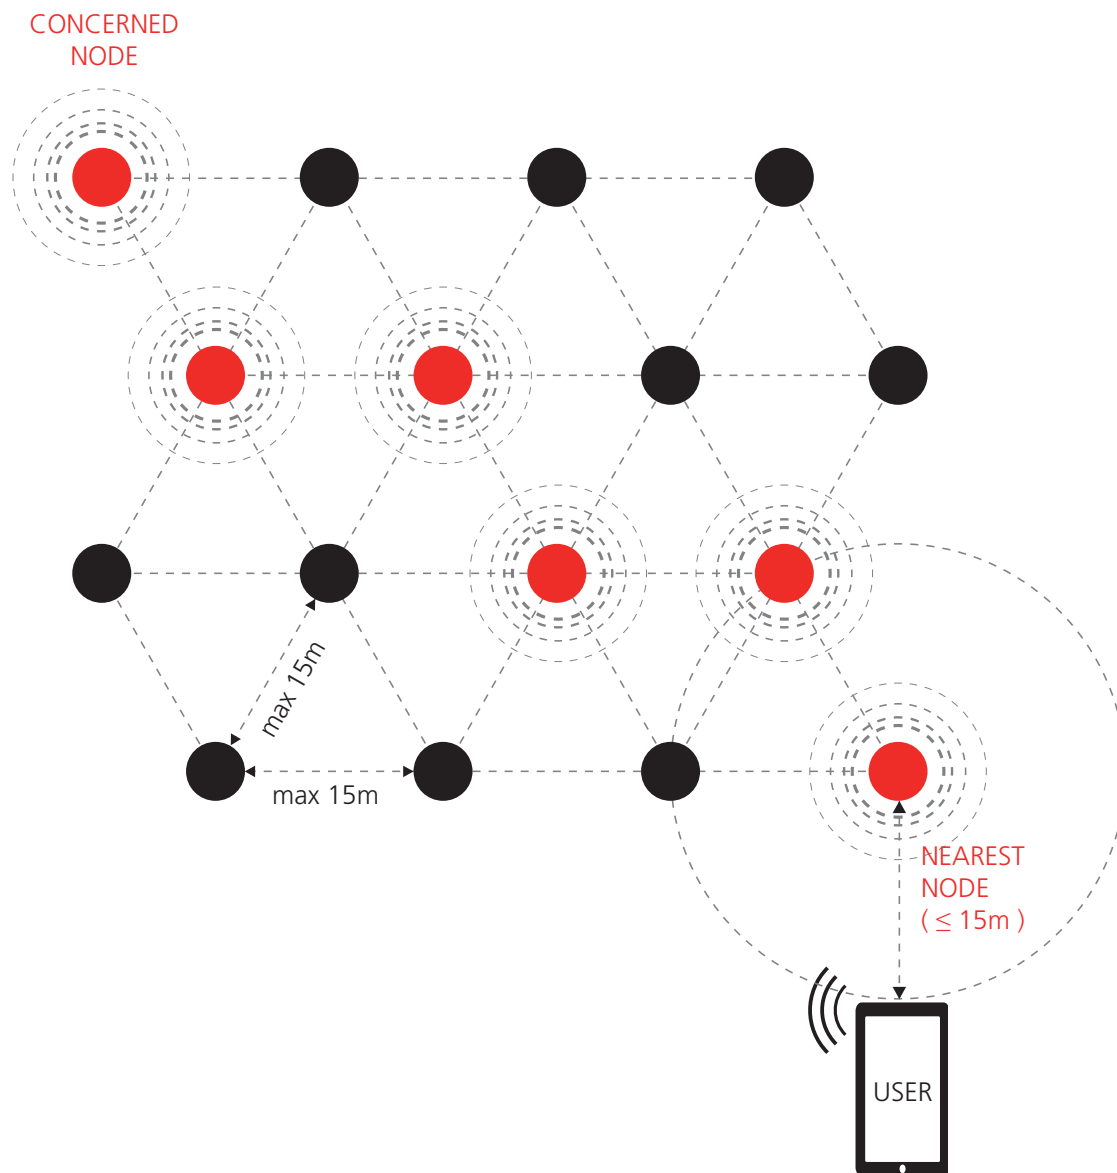 CONCERNED
NODE
max 15m
max 15m
NEAREST
NODE
( ≤ 15m )
USER